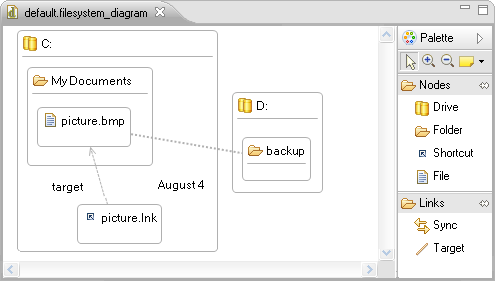 default.filesystem_diagram
C:
My Documents
picture.bmp
target
August 4
picture.lnk
D:
backup
Palette
Nodes
Drive
Folder
Shortcut
File
Links
Sync
Target